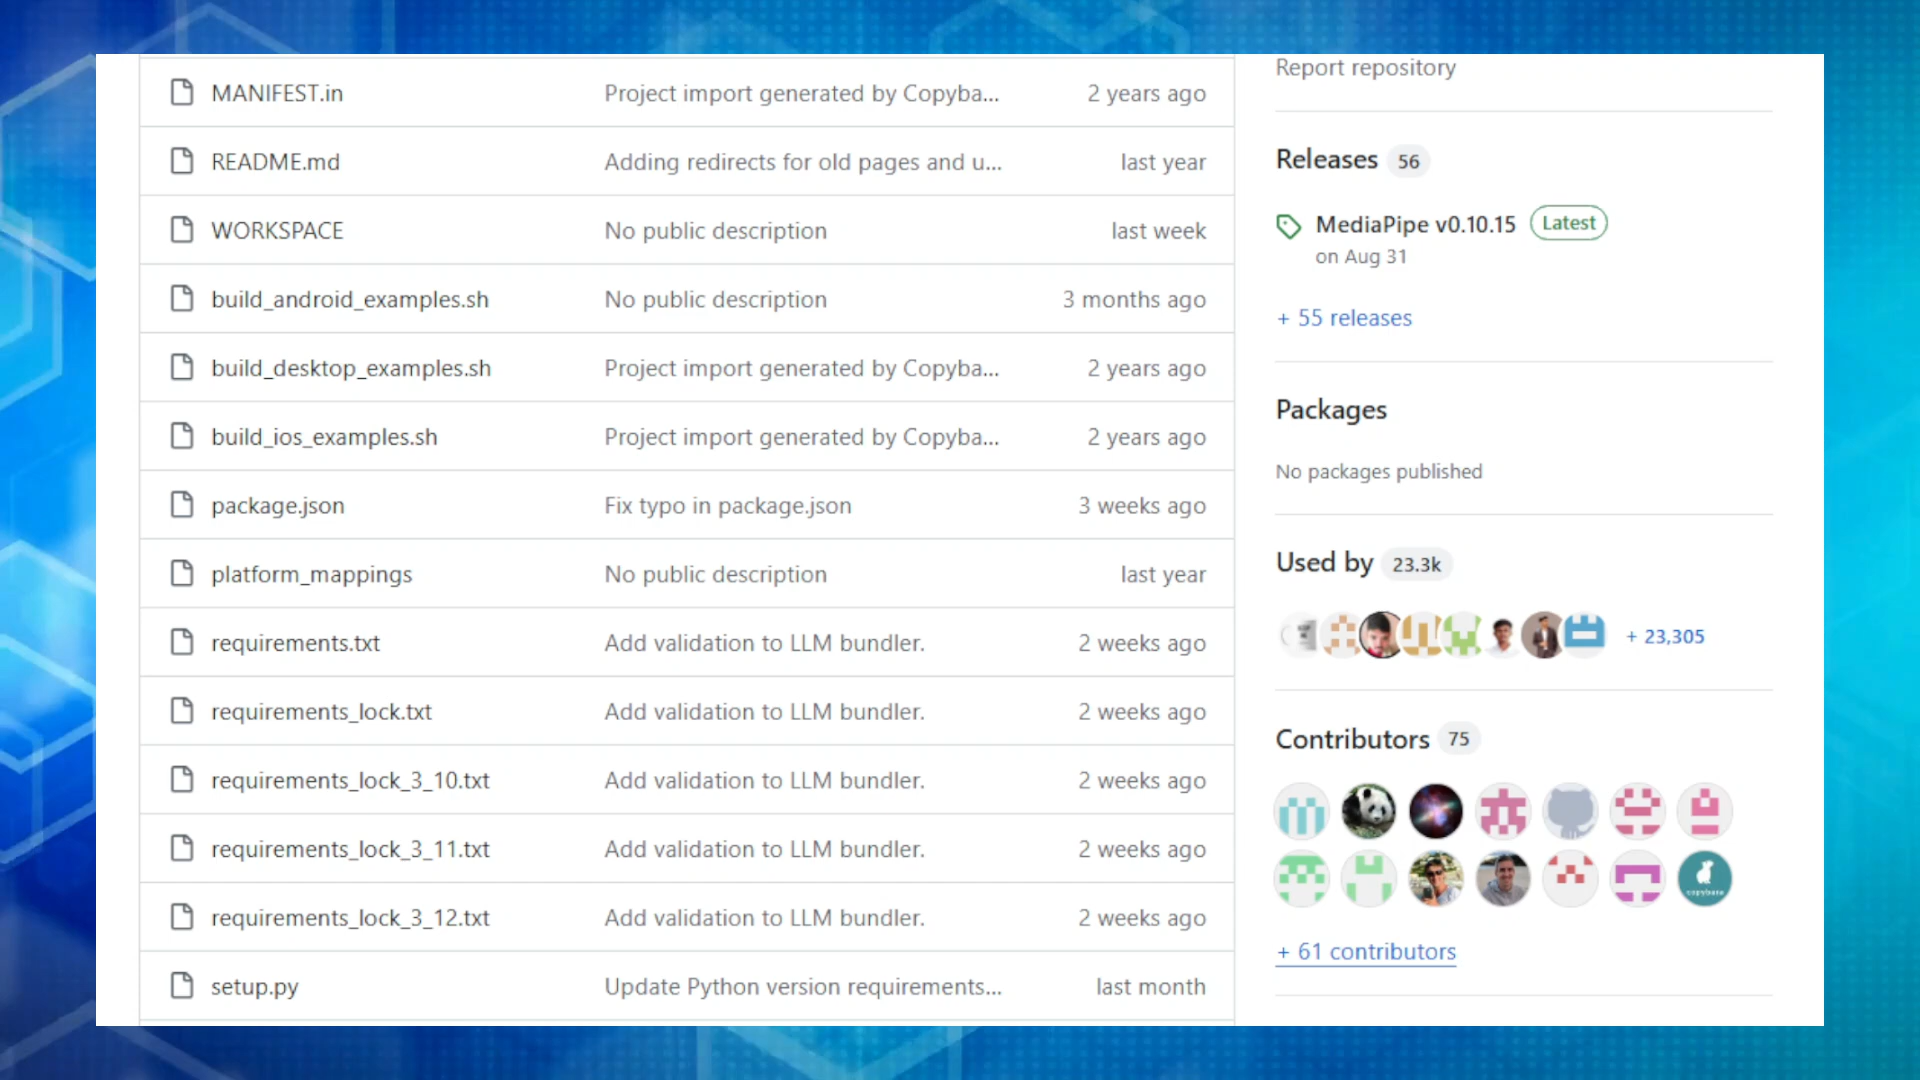 MANIFEST.in Project import generated by Copyba... 2 years ago
README.md Adding redirects for old pages and u... last year
WORKSPACE No public description last week
build_android_examples.sh No public description 3 months ago
build_desktop_examples.sh Project import generated by Copyba... 2 years ago
build_ios_examples.sh Project import generated by Copyba... 2 years ago
package.json Fix typo in package.json 3 weeks ago
platform_mappings No public description last year
requirements.txt Add validation to LLM bundler. 2 weeks ago
requirements_lock.txt Add validation to LLM bundler. 2 weeks ago
requirements_lock_3_10.txt Add validation to LLM bundler. 2 weeks ago
requirements_lock_3_11.txt Add validation to LLM bundler. 2 weeks ago
requirements_lock_3_12.txt Add validation to LLM bundler. 2 weeks ago
setup.py Update Python version requirements... last month
Report repository
Releases 56
MediaPipe v0.10.15 Latest
on Aug 31
+ 55 releases
Packages
No packages published
Used by 23.3k
+ 23,305
Contributors 75
copybara
+ 61 contributors